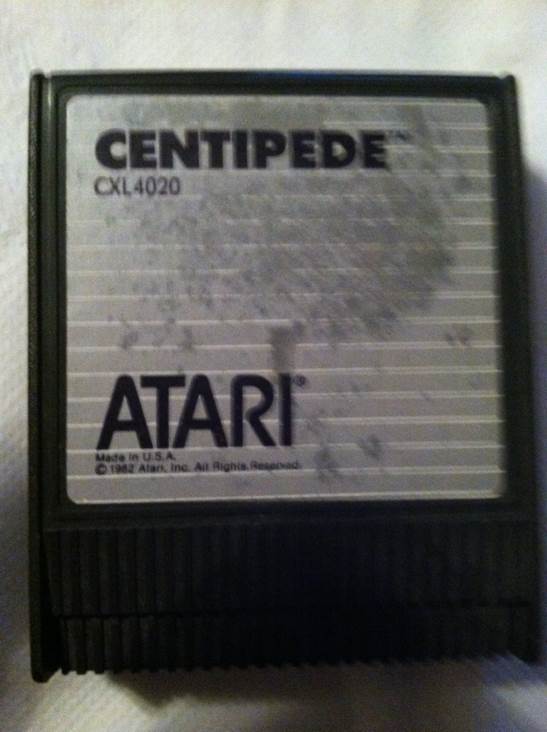 CENTIPEDE™
CXL4020
ATARI®
Made in U.S.A.
© 1982 Atari, Inc. All Rights Reserved.